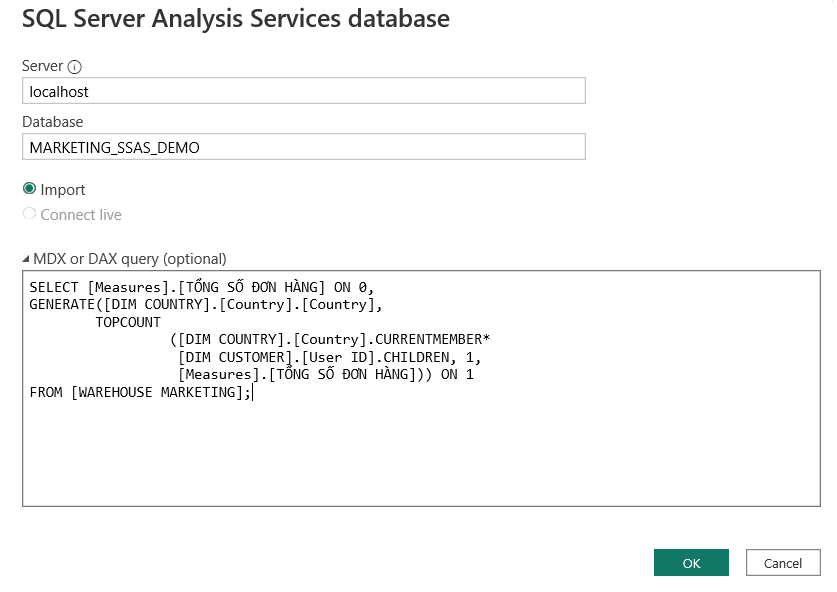 SQL Server Analysis Services database
Server
localhost
Database
MARKETING_SSAS_DEMO
Import
Connect live
MDX or DAX query (optional)
SELECT [Measures].[TỔNG SỐ ĐƠN HÀNG] ON 0,
GENERATE([DIM COUNTRY].[Country].[Country],
TOPCOUNT
([DIM COUNTRY].[Country].CURRENTMEMBER*
[DIM CUSTOMER].[User ID].CHILDREN, 1,
[Measures].[TỔNG SỐ ĐƠN HÀNG])) ON 1
FROM [WAREHOUSE MARKETING];
OK Cancel